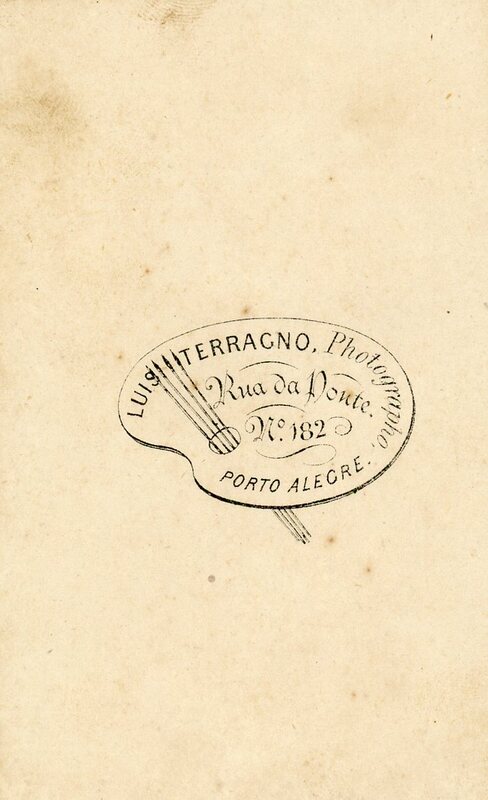 LUIS TERRAGNO, Photographo,
Rua da Ponte.
Nº 182
PORTO ALEGRE.